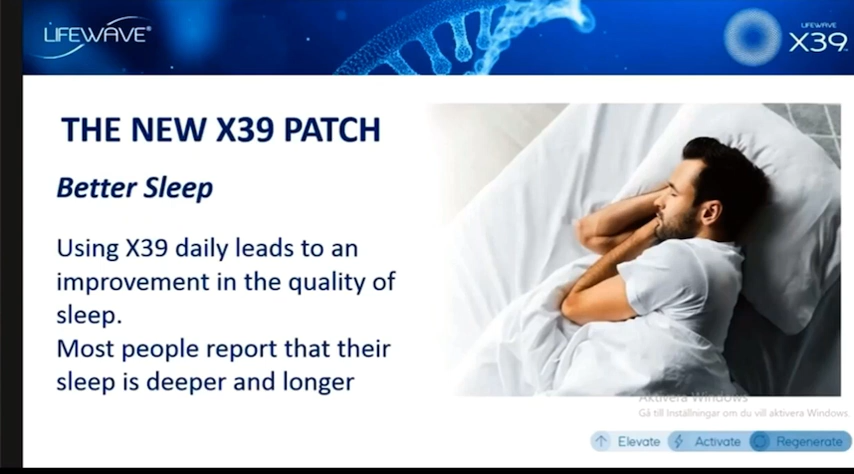 LIFEWAVE®
LIFEWAVE
X39
THE NEW X39 PATCH
Better Sleep
Using X39 daily leads to an
improvement in the quality of
sleep.
Most people report that their
sleep is deeper and longer
Aktivera Windows
Gå till Inställningar om du vill aktivera Windows.
Elevate
Activate
Regenerate